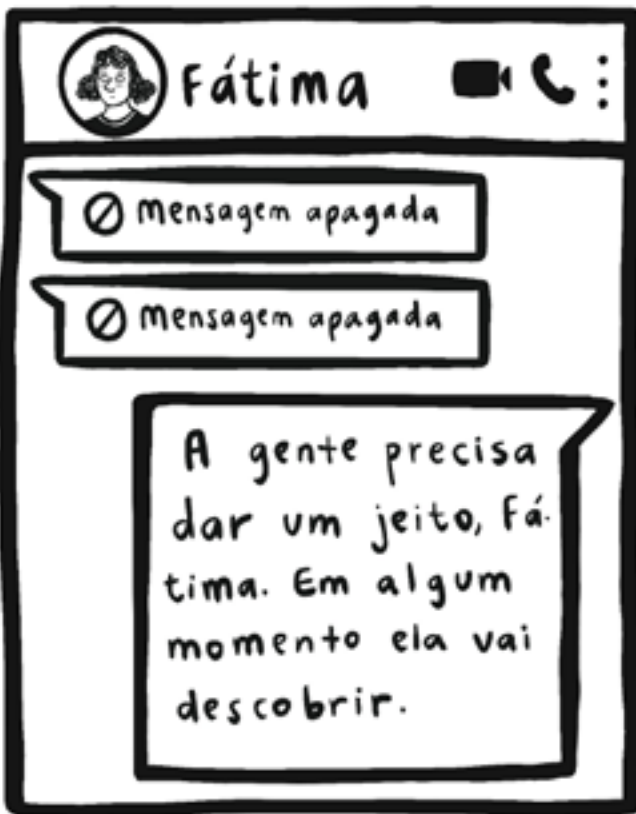 Fátima
Mensagem apagada
Mensagem apagada
A gente precisa
dar um jeito, Fá-
tima. Em algum
momento ela vai
descobrir.